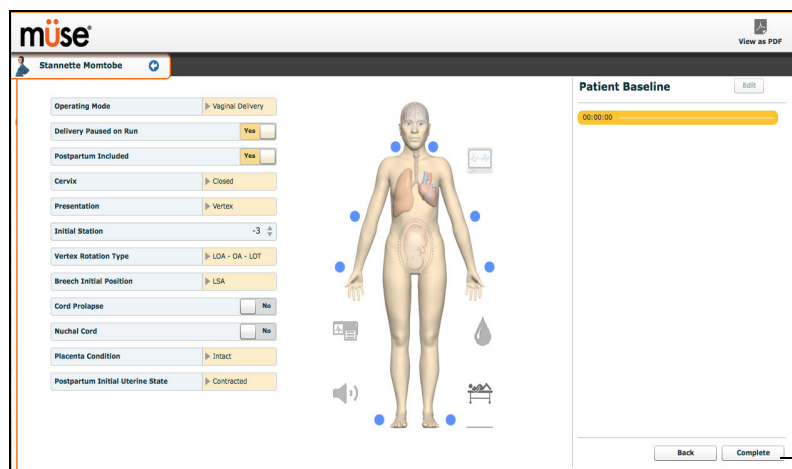 müse
View as PDF
Stannette Momtobe
Patient Baseline
Edit
00:00:00
Operating Mode Vaginal Delivery
Delivery Paused on Run Yes
Postpartum Included Yes
Cervix Closed
Presentation Vertex
Initial Station -3
Vertex Rotation Type LOA - OA - LOT
Breech Initial Position LSA
Cord Prolapse No
Nuchal Cord No
Placenta Condition Intact
Postpartum Initial Uterine State Contracted
Back Complete